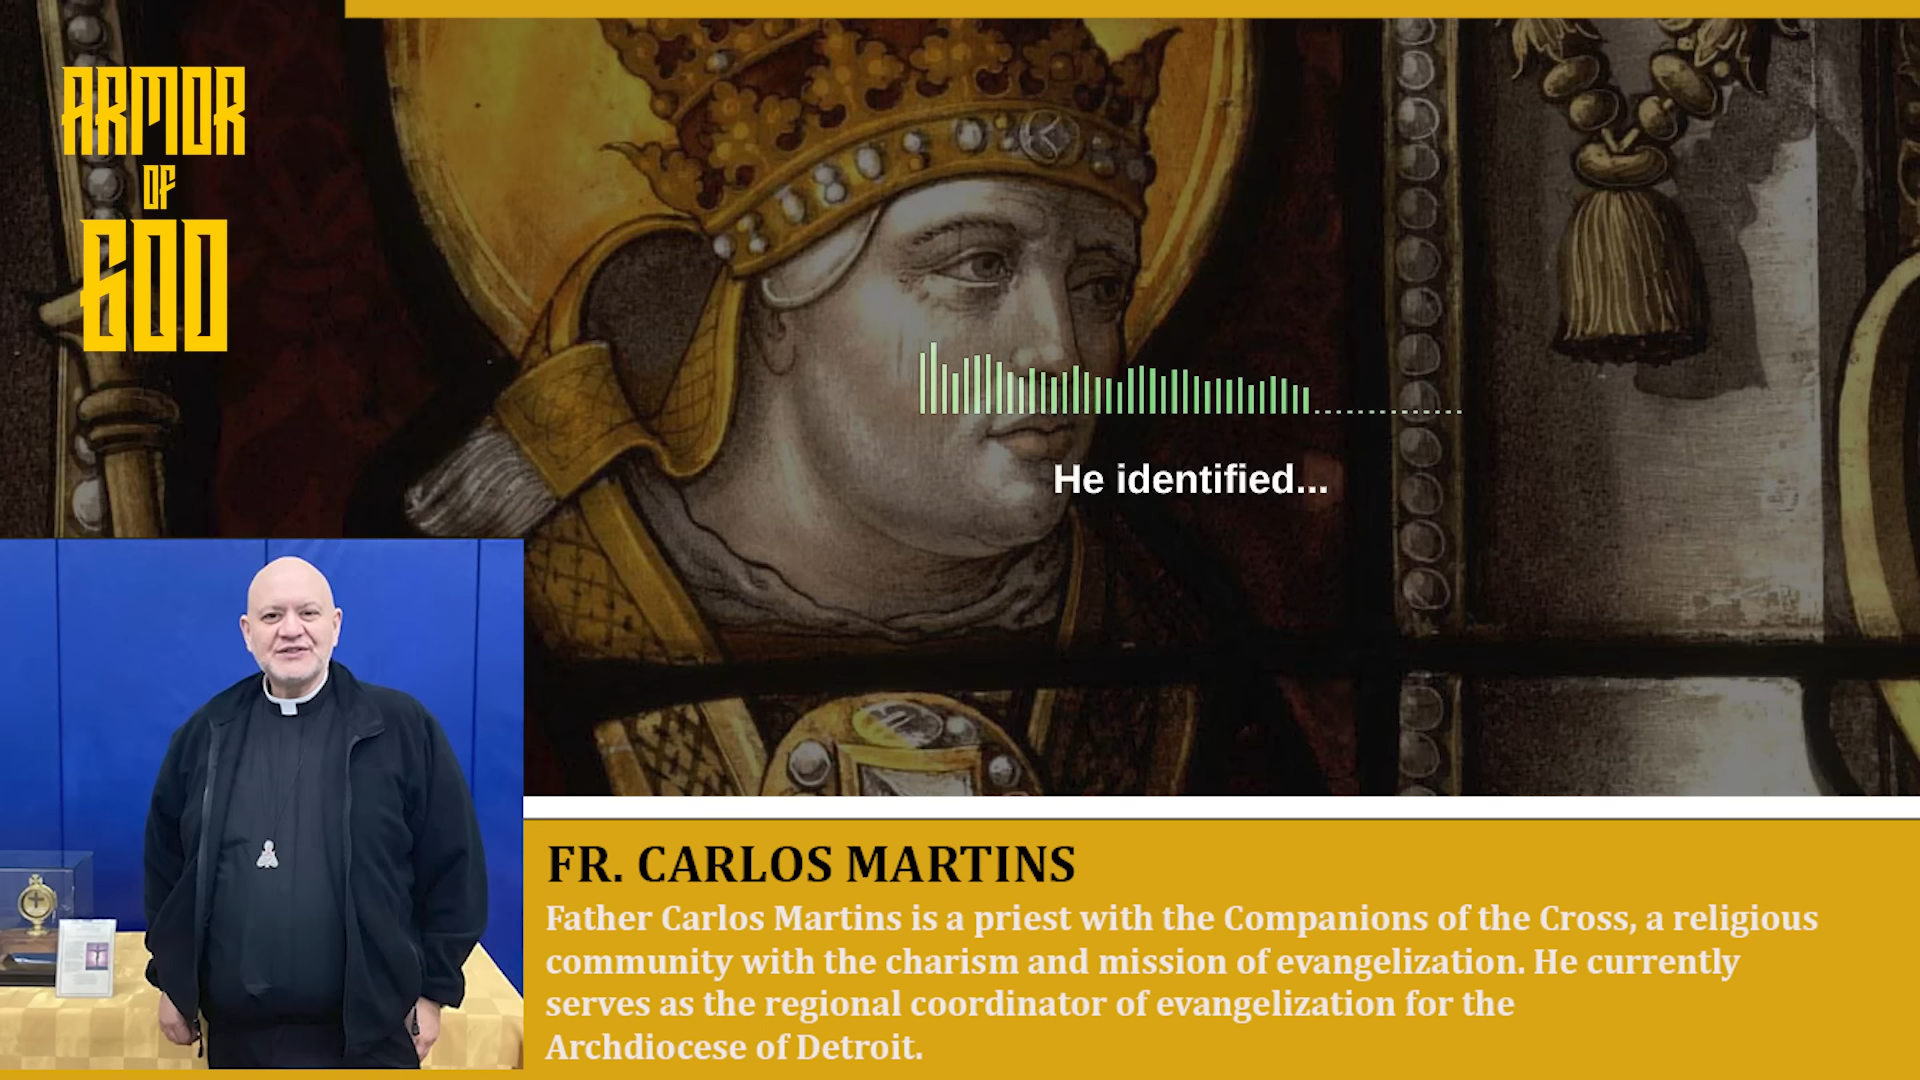 ARMOR
OF
GOD
He identified...
FR. CARLOS MARTINS
Father Carlos Martins is a priest with the Companions of the Cross, a religious
community with the charism and mission of evangelization. He currently
serves as the regional coordinator of evangelization for the
Archdiocese of Detroit.